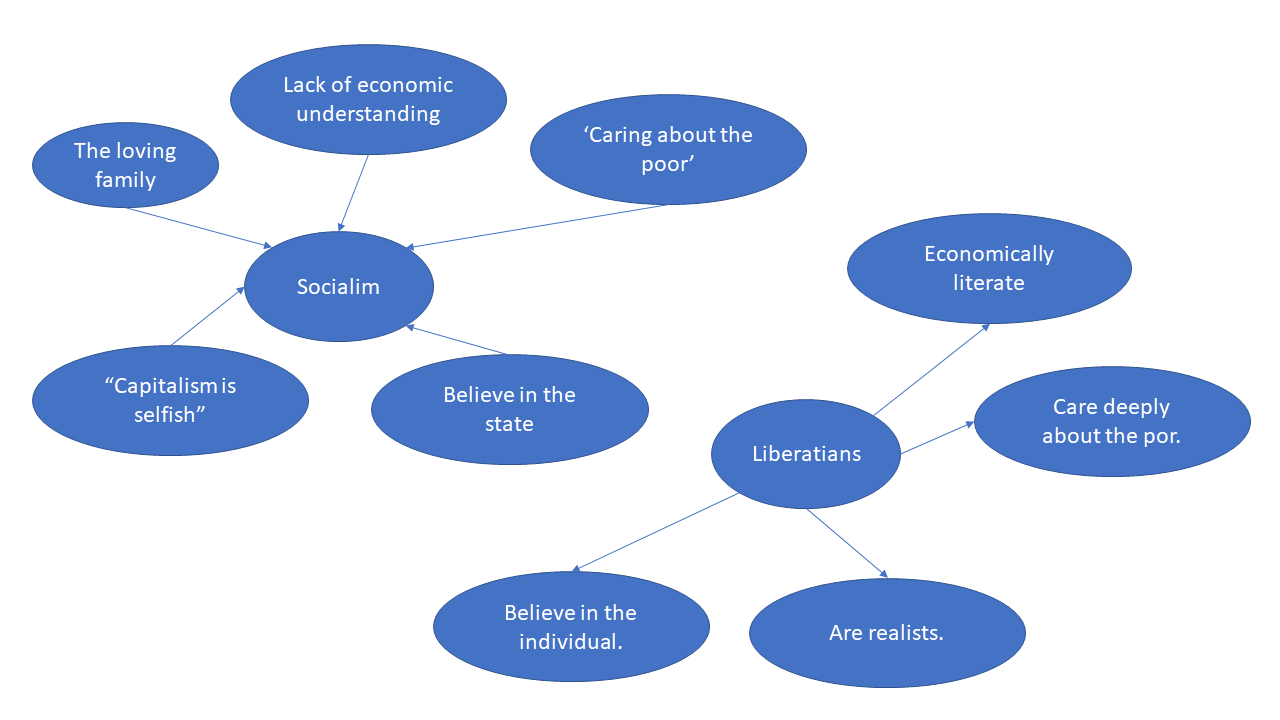 Lack of economic
understanding
‘Caring about the
poor’
The loving
family
Socialim
“Capitalism is
selfish”
Believe in the
state
Economically
literate
Care deeply
about the por.
Liberatians
Believe in the
individual.
Are realists.